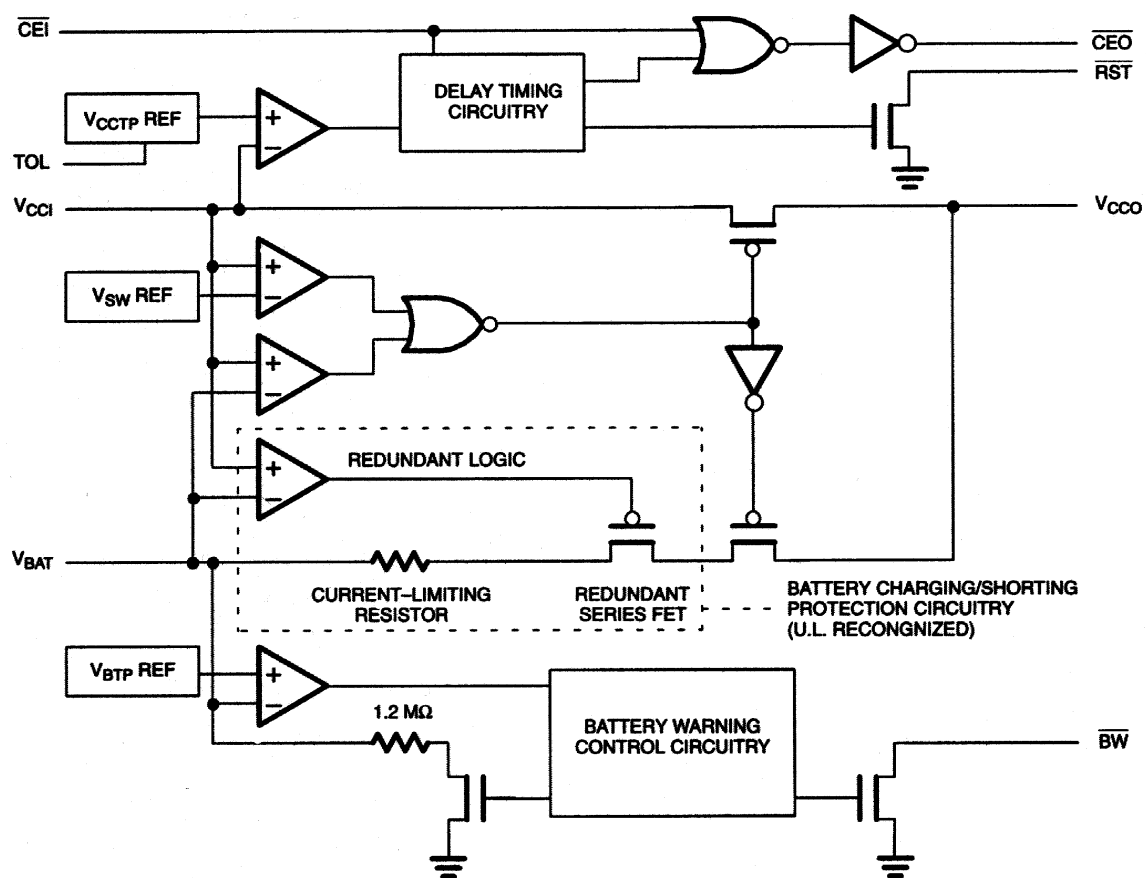 CEI
CEO
RST
DELAY TIMING
CIRCUITRY
VCCTP REF
+
−
TOL
VCCI
VCCO
+
−
VSW REF
+
−
REDUNDANT LOGIC
+
−
VBAT
CURRENT–LIMITING
RESISTOR
REDUNDANT
SERIES FET
BATTERY CHARGING/SHORTING
PROTECTION CIRCUITRY
(U.L. RECONGNIZED)
VBTP REF
+
−
1.2 MΩ
BATTERY WARNING
CONTROL CIRCUITRY
BW